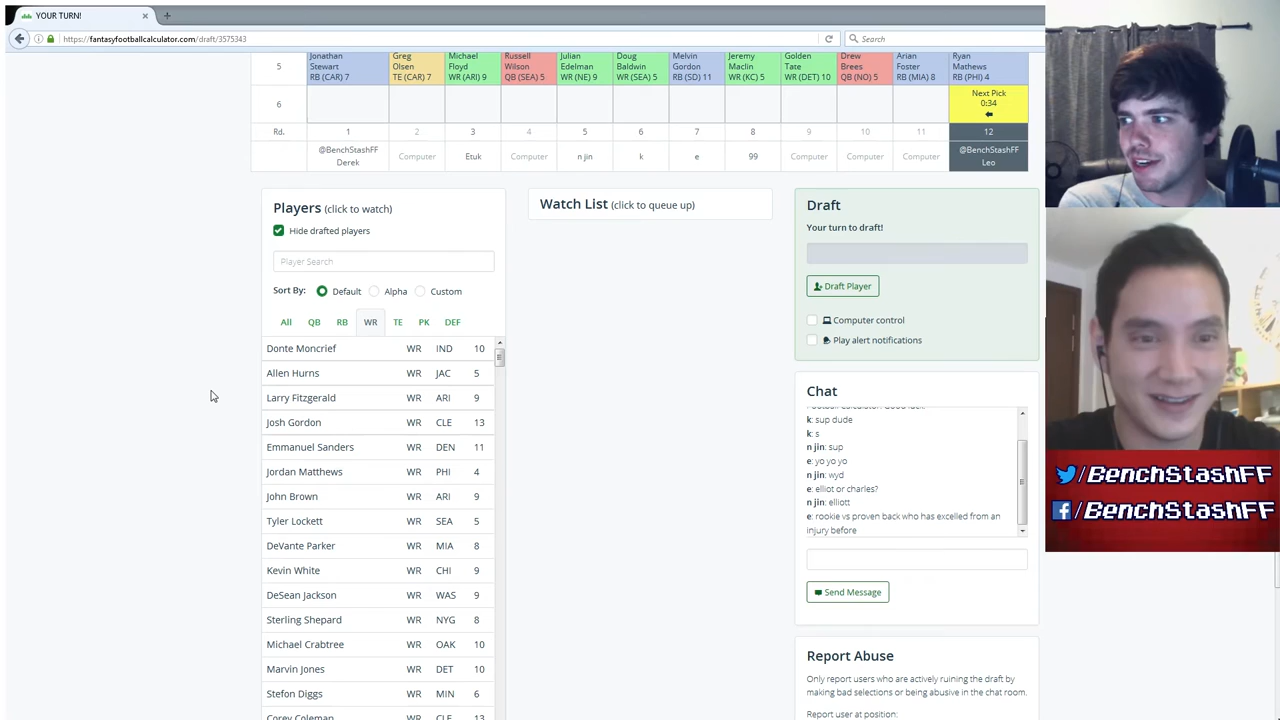 YOUR TURN!
https://fantasyfootballcalculator.com/draft/3575343
Search
5
Jonathan Stewart RB (CAR) 7
Greg Olsen TE (CAR) 7
Michael Floyd WR (ARI) 9
Russell Wilson QB (SEA) 5
Julian Edelman WR (NE) 9
Doug Baldwin WR (SEA) 5
Melvin Gordon RB (SD) 11
Jeremy Maclin WR (KC) 5
Golden Tate WR (DET) 10
Drew Brees QB (NO) 5
Arian Foster RB (MIA) 8
Ryan Mathews RB (PHI) 4
6
Next Pick
0:34
Rd. 1 2 3 4 5 6 7 8 9 10 11 12
@BenchStashFF Derek
Computer
Etuk
Computer
n jin
k
e
99
Computer
Computer
Computer
@BenchStashFF Leo
Players (click to watch)
Hide drafted players
Player Search
Sort By: Default Alpha Custom
All QB RB WR TE PK DEF
Donte Moncrief WR IND 10
Allen Hurns WR JAC 5
Larry Fitzgerald WR ARI 9
Josh Gordon WR CLE 13
Emmanuel Sanders WR DEN 11
Jordan Matthews WR PHI 4
John Brown WR ARI 9
Tyler Lockett WR SEA 5
DeVante Parker WR MIA 8
Kevin White WR CHI 9
DeSean Jackson WR WAS 9
Sterling Shepard WR NYG 8
Michael Crabtree WR OAK 10
Marvin Jones WR DET 10
Stefon Diggs WR MIN 6
Corey Coleman WR CLE 13
Watch List (click to queue up)
Draft
Your turn to draft!
Draft Player
Computer control
Play alert notifications
Chat
Football Calculator! Good luck!
k: sup dude
k: s
n jin: sup
e: yo yo yo
n jin: wyd
e: elliot or charles?
n jin: elliott
e: rookie vs proven back who has excelled from an
injury before
Send Message
Report Abuse
Only report users who are actively ruining the draft by
making bad selections or being abusive in the chat room.
Report user at position:
/BenchStashFF
/BenchStashFF